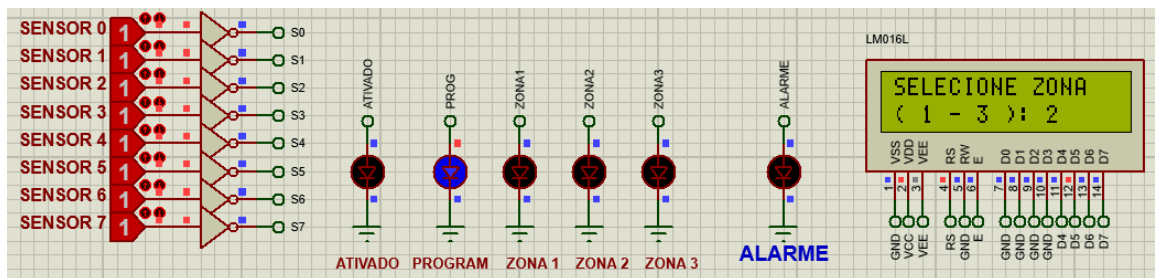 SENSOR 0 1 S0
SENSOR 1 1 S1
SENSOR 2 1 S2
SENSOR 3 1 S3
SENSOR 4 1 S4
SENSOR 5 1 S5
SENSOR 6 1 S6
SENSOR 7 1 S7
ATIVADO PROG ZONA1 ZONA2 ZONA3 ALARME
ATIVADO PROGRAM ZONA 1 ZONA 2 ZONA 3 ALARME
LM016L
SELECIONE ZONA
( 1 - 3 ): 2
VSS VDD VEE RS RW E D0 D1 D2 D3 D4 D5 D6 D7
1 2 3 4 5 6 7 8 9 10 11 12 13 14
GND VCC VEE RS GND E GND GND GND GND D4 D5 D6 D7